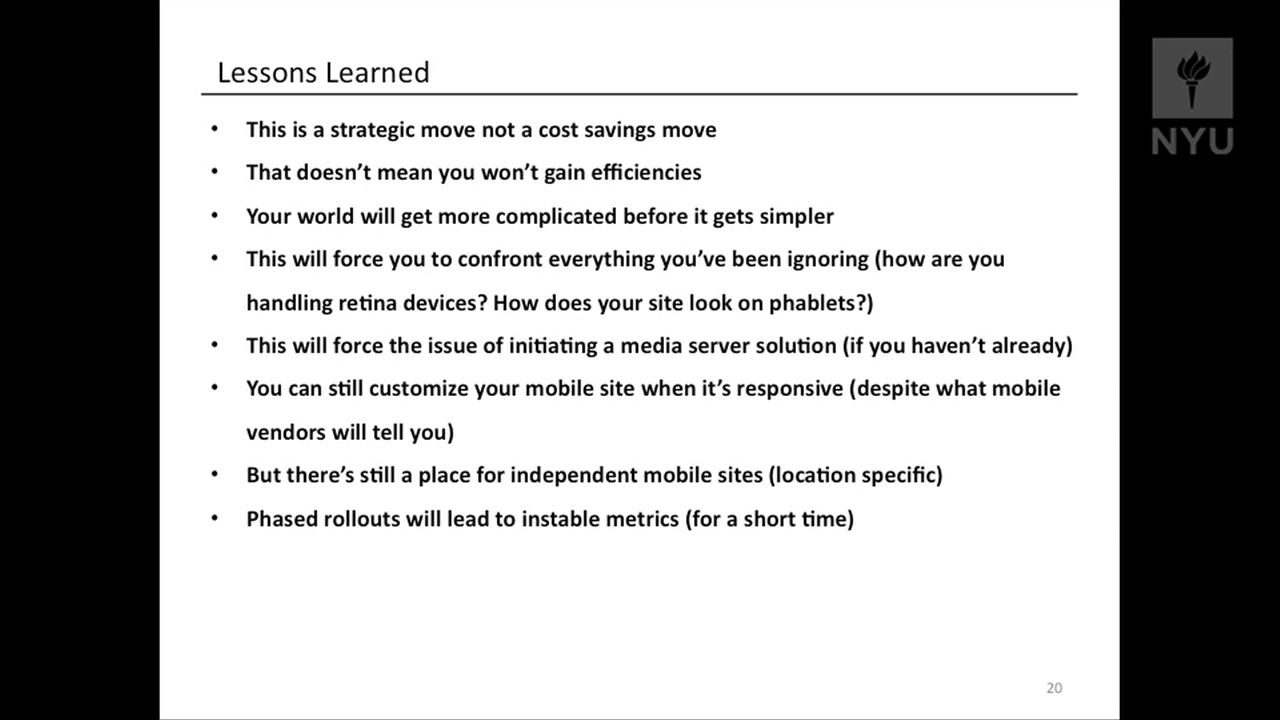 Lessons Learned
• This is a strategic move not a cost savings move
• That doesn’t mean you won’t gain efficiencies
• Your world will get more complicated before it gets simpler
• This will force you to confront everything you’ve been ignoring (how are you
handling retina devices? How does your site look on phablets?)
• This will force the issue of initiating a media server solution (if you haven’t already)
• You can still customize your mobile site when it’s responsive (despite what mobile
vendors will tell you)
• But there’s still a place for independent mobile sites (location specific)
• Phased rollouts will lead to instable metrics (for a short time)
20
NYU